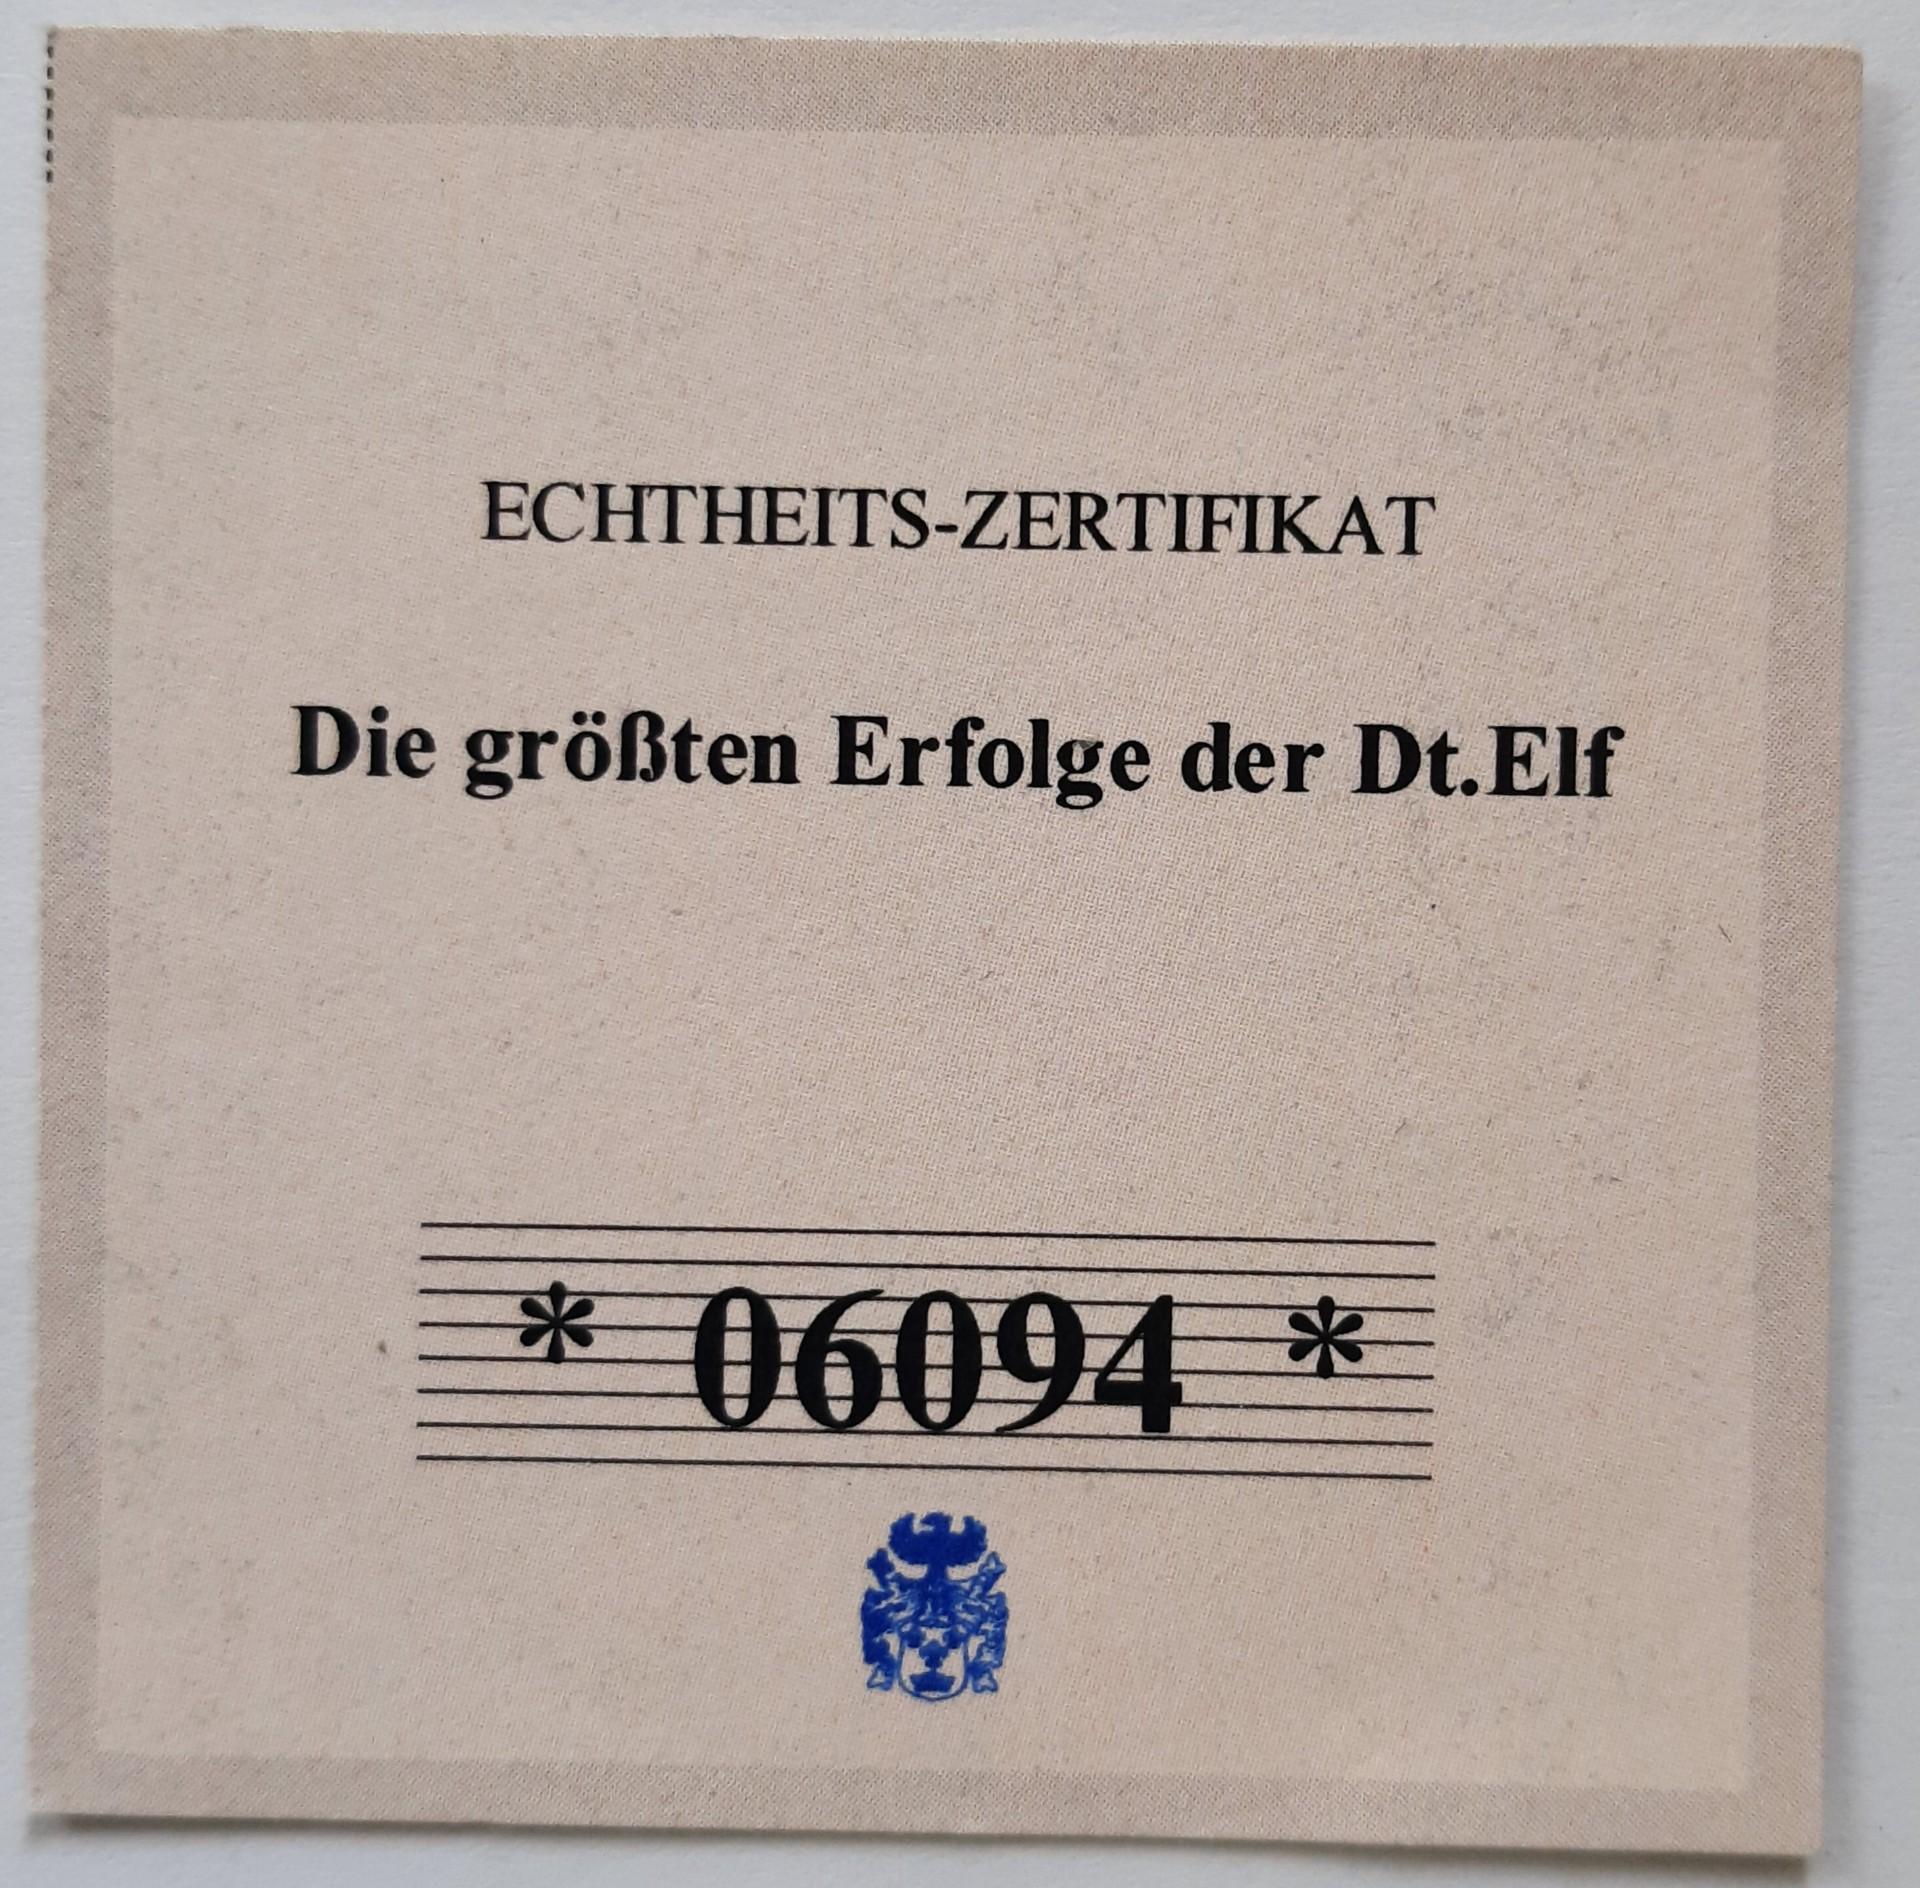 ECHTHEITS-ZERTIFIKAT
Die größten Erfolge der Dt.Elf
* 06094 *